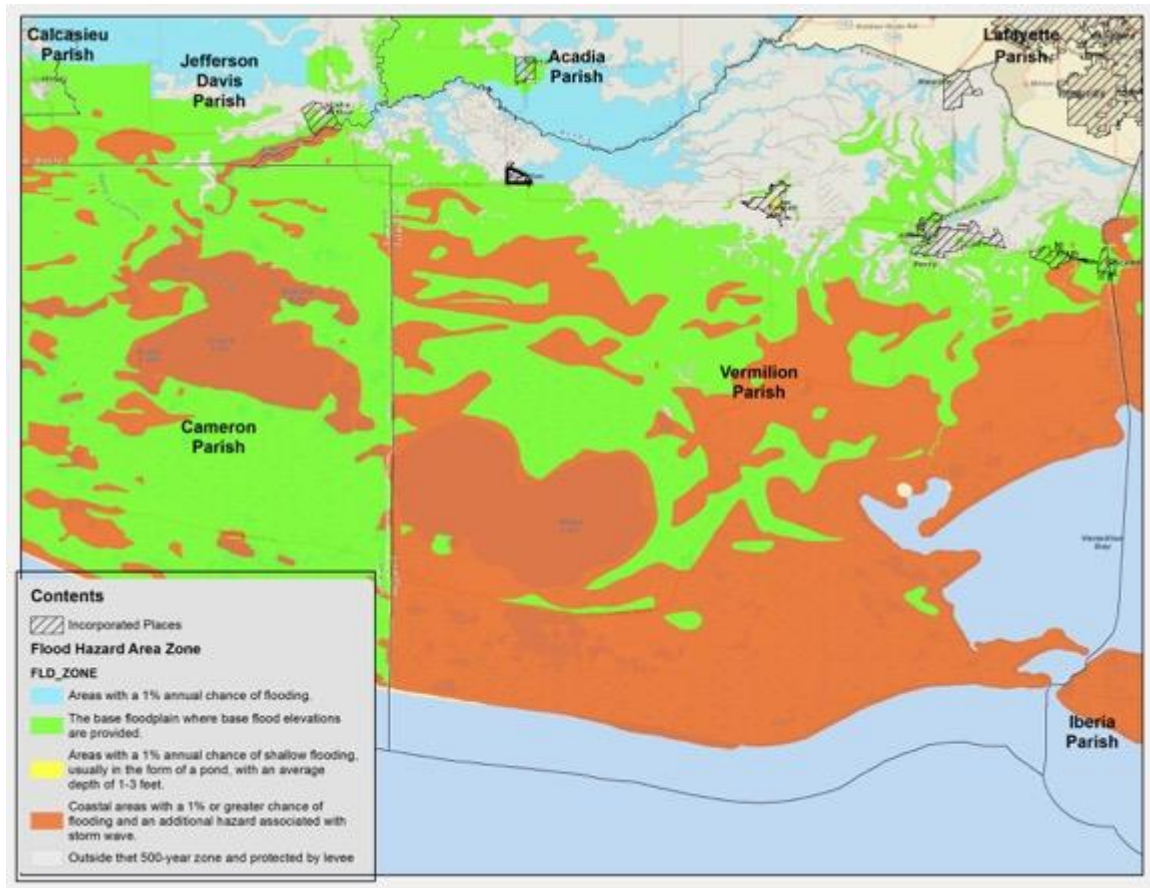 Calcasieu
Parish
Jefferson
Davis
Parish
Acadia
Parish
Lafayette
Parish
Vermilion
Parish
Cameron
Parish
Vermilion
Bay
Iberia
Parish
Contents
Incorporated Places
Flood Hazard Area Zone
FLD_ZONE
Areas with a 1% annual chance of flooding.
The base floodplain where base flood elevations
are provided.
Areas with a 1% annual chance of shallow flooding,
usually in the form of a pond, with an average
depth of 1-3 feet.
Coastal areas with a 1% or greater chance of
flooding and an additional hazard associated with
storm wave.
Outside thet 500-year zone and protected by levee